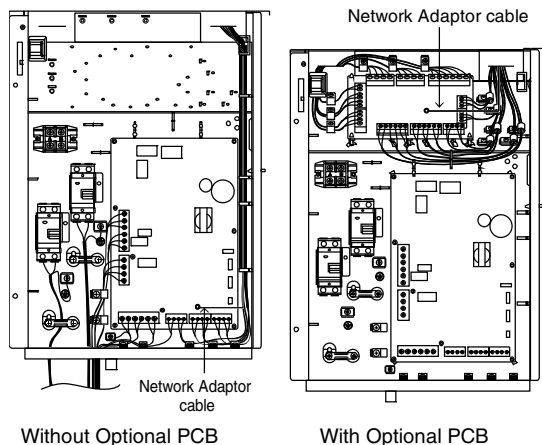 Network Adaptor cable
Network Adaptor
cable
Without Optional PCB
With Optional PCB